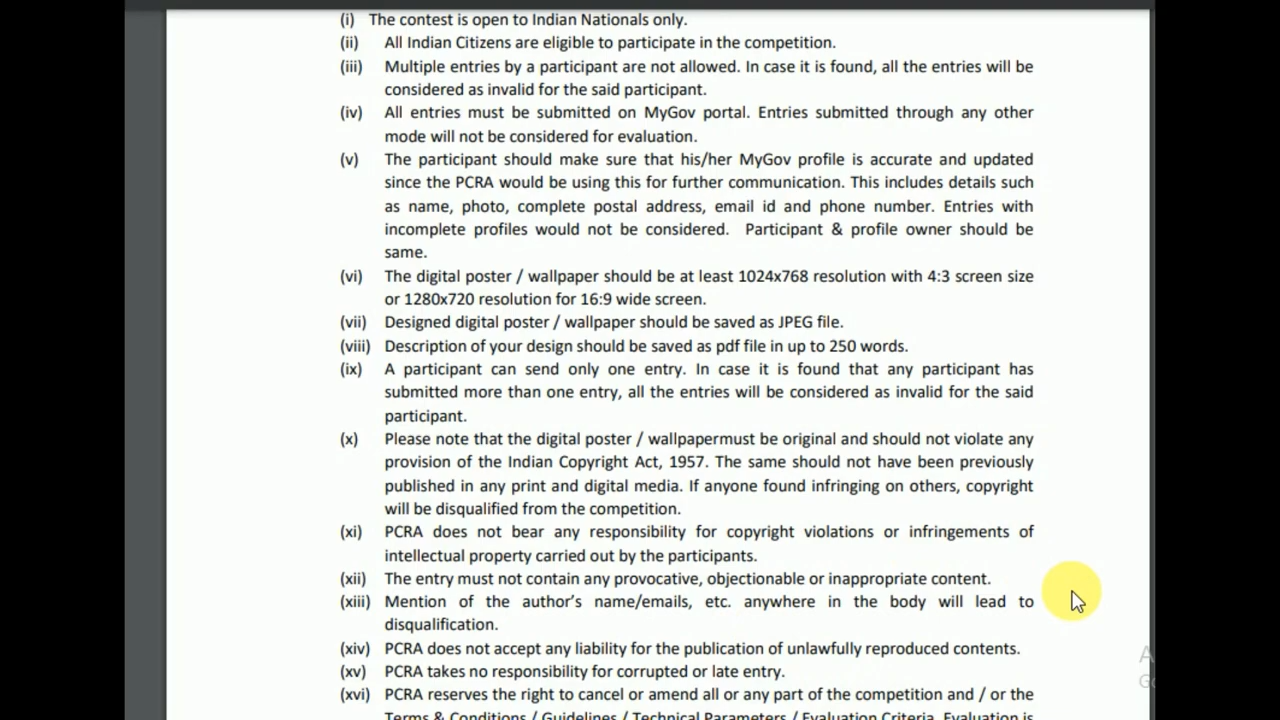 (i) The contest is open to Indian Nationals only.
(ii) All Indian Citizens are eligible to participate in the competition.
(iii) Multiple entries by a participant are not allowed. In case it is found, all the entries will be
considered as invalid for the said participant.
(iv) All entries must be submitted on MyGov portal. Entries submitted through any other
mode will not be considered for evaluation.
(v) The participant should make sure that his/her MyGov profile is accurate and updated
since the PCRA would be using this for further communication. This includes details such
as name, photo, complete postal address, email id and phone number. Entries with
incomplete profiles would not be considered. Participant & profile owner should be
same.
(vi) The digital poster / wallpaper should be at least 1024x768 resolution with 4:3 screen size
or 1280x720 resolution for 16:9 wide screen.
(vii) Designed digital poster / wallpaper should be saved as JPEG file.
(viii) Description of your design should be saved as pdf file in up to 250 words.
(ix) A participant can send only one entry. In case it is found that any participant has
submitted more than one entry, all the entries will be considered as invalid for the said
participant.
(x) Please note that the digital poster / wallpapermust be original and should not violate any
provision of the Indian Copyright Act, 1957. The same should not have been previously
published in any print and digital media. If anyone found infringing on others, copyright
will be disqualified from the competition.
(xi) PCRA does not bear any responsibility for copyright violations or infringements of
intellectual property carried out by the participants.
(xii) The entry must not contain any provocative, objectionable or inappropriate content.
(xiii) Mention of the author's name/emails, etc. anywhere in the body will lead to
disqualification.
(xiv) PCRA does not accept any liability for the publication of unlawfully reproduced contents.
(xv) PCRA takes no responsibility for corrupted or late entry.
(xvi) PCRA reserves the right to cancel or amend all or any part of the competition and / or the
Terms & Conditions / Guidelines / Technical Parameters / Evaluation Criteria. Evaluation is